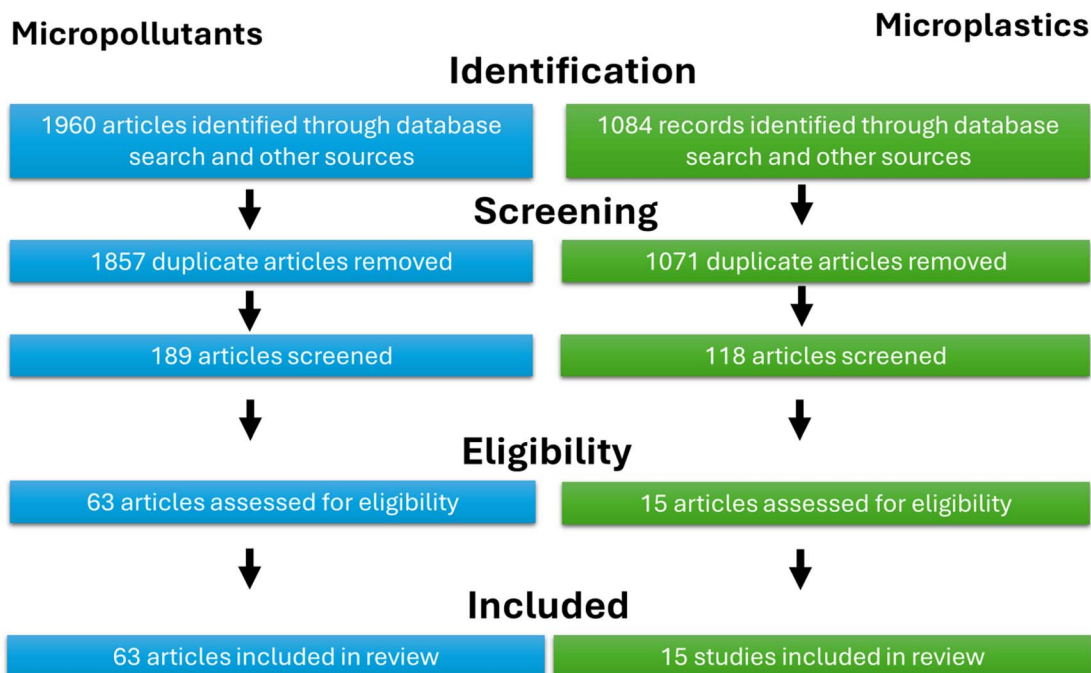 Micropollutants
Microplastics
Identification
1960 articles identified through database
search and other sources
1084 records identified through database
search and other sources
Screening
1857 duplicate articles removed
1071 duplicate articles removed
189 articles screened
118 articles screened
Eligibility
63 articles assessed for eligibility
15 articles assessed for eligibility
Included
63 articles included in review
15 studies included in review